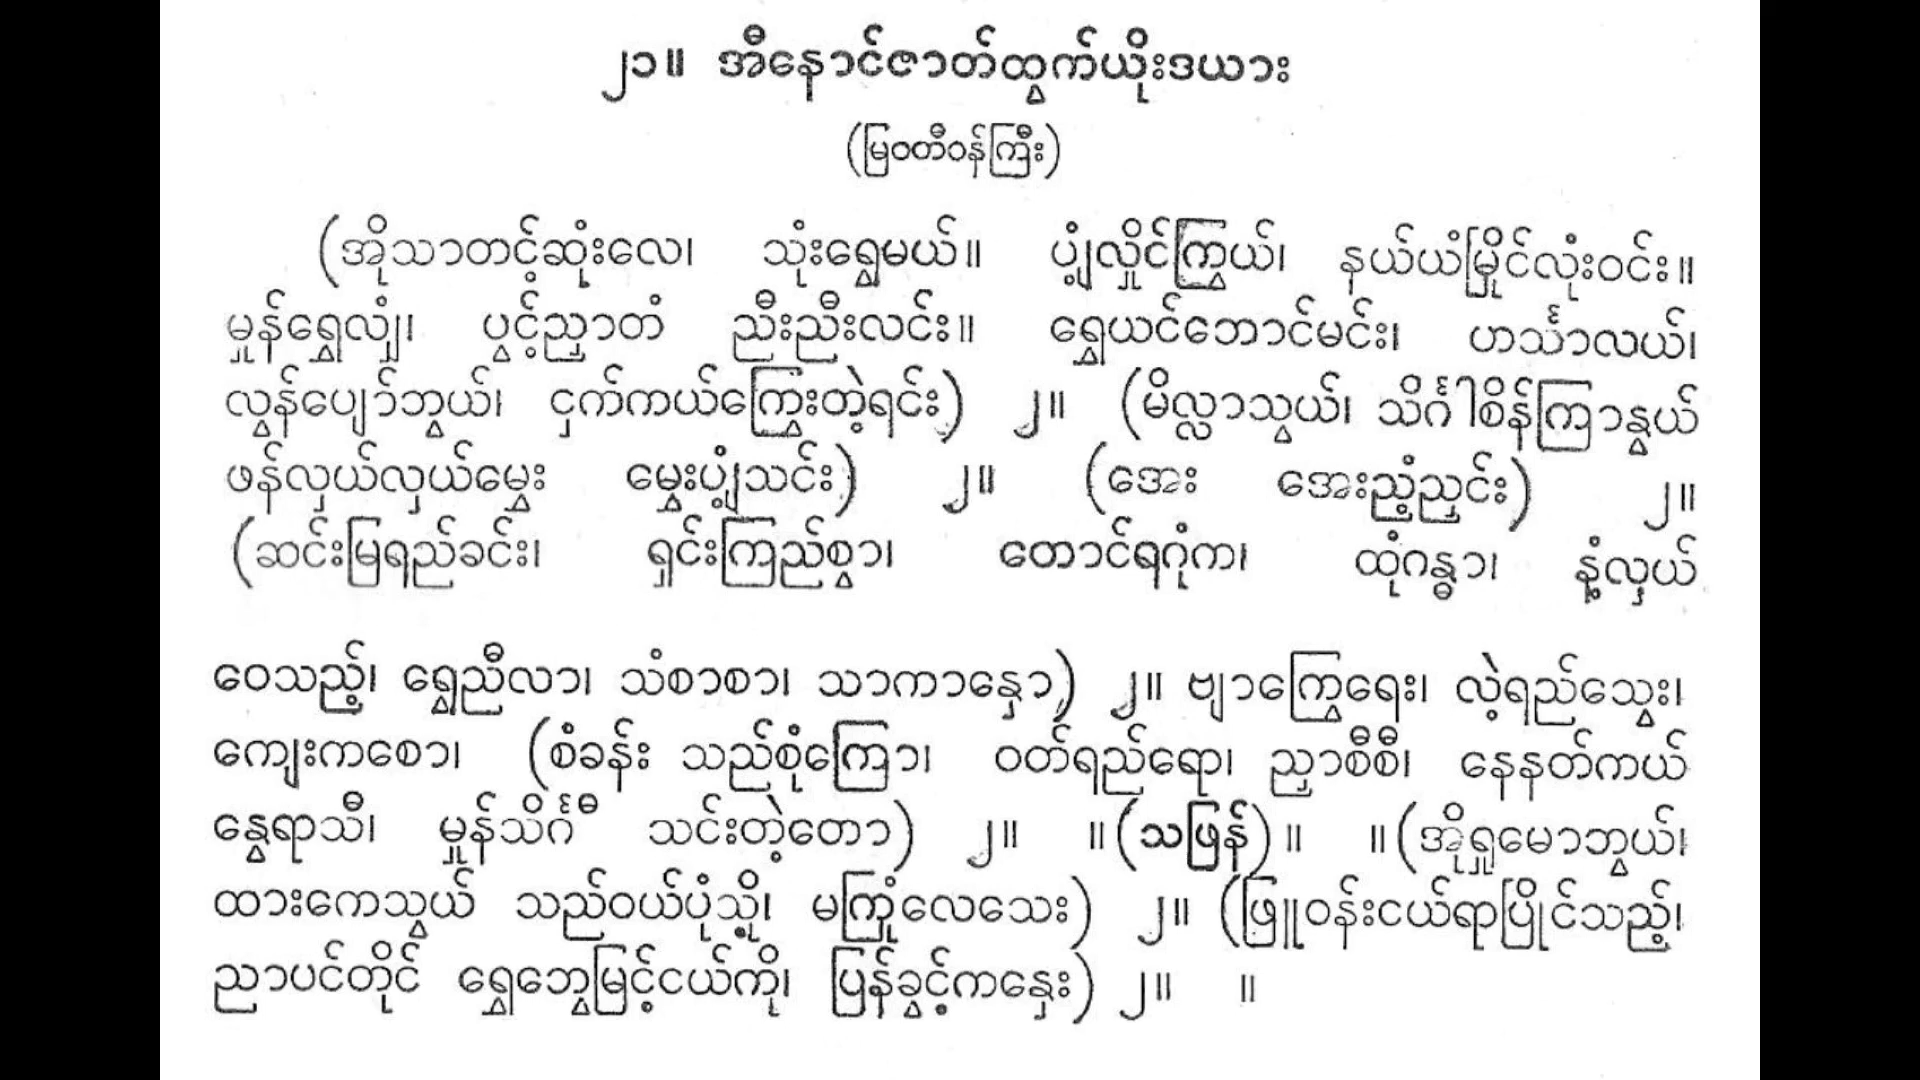 ၂၁။ အီနောင်ဇာတ်ထွက်ယိုးဒယား
(မြဝတီဝန်ကြီး)
(အိုသာတင့်ဆုံးလေ၊ သုံးရွှေမယ်။ ပျံ့လှိုင်ကြွယ်၊ နယ်ယံမြှိုင်လုံးဝင်း။
မှုန်ရွှေလျှံ၊ ပွင့်ညှာတံ ညီးညီးလင်း။ ရွှေယင်ဘောင်မင်း၊ ဟင်္သာလယ်၊
လွန်ပျော်ဘွယ်၊ ငှက်ကယ်ကြွေးတဲ့ရင်း) ၂။ (မိလ္လာသွယ်၊ သိင်္ဂါစိန်ကြာနွယ်
ဖန်လှယ်လှယ်မွှေး မွှေးပျံ့သင်း) ၂။ (အေး အေးညံ့ညှင်း) ၂။
(ဆင်းမြရည်ခင်း၊ ရှင်းကြည်စွာ၊ တောင်ရဂုံက၊ ထုံဂန္ဓာ၊ နံ့လှယ်
ဝေသည့်၊ ရွှေညီလာ၊ သံစာစာ၊ သာကာနှော) ၂။ ဗျာကြွေရေး၊ လဲ့ရည်သွေး၊
ကျေးကစော၊ (စံခန်း သည်စုံကြော၊ ဝတ်ရည်ရော၊ ညှာစီစီ၊ နေနတ်ကယ်
နွေရာသီ၊ မှုန်သိင်္ဂီ သင်းတဲ့တော) ၂။ ။(သဖြန်)။ ။(အိုရှုမောဘွယ်၊
ထားကေသွယ် သည်ဝယ်ပုံသို့၊ မကြုံလေသေး) ၂။ (ဖြူဝန်းငယ်ရာပြိုင်သည့်၊
ညာပင်တိုင် ရွှေဘွေမြင့်ငယ်ကို၊ ပြန်ခွင့်ကနှေး) ၂။ ။